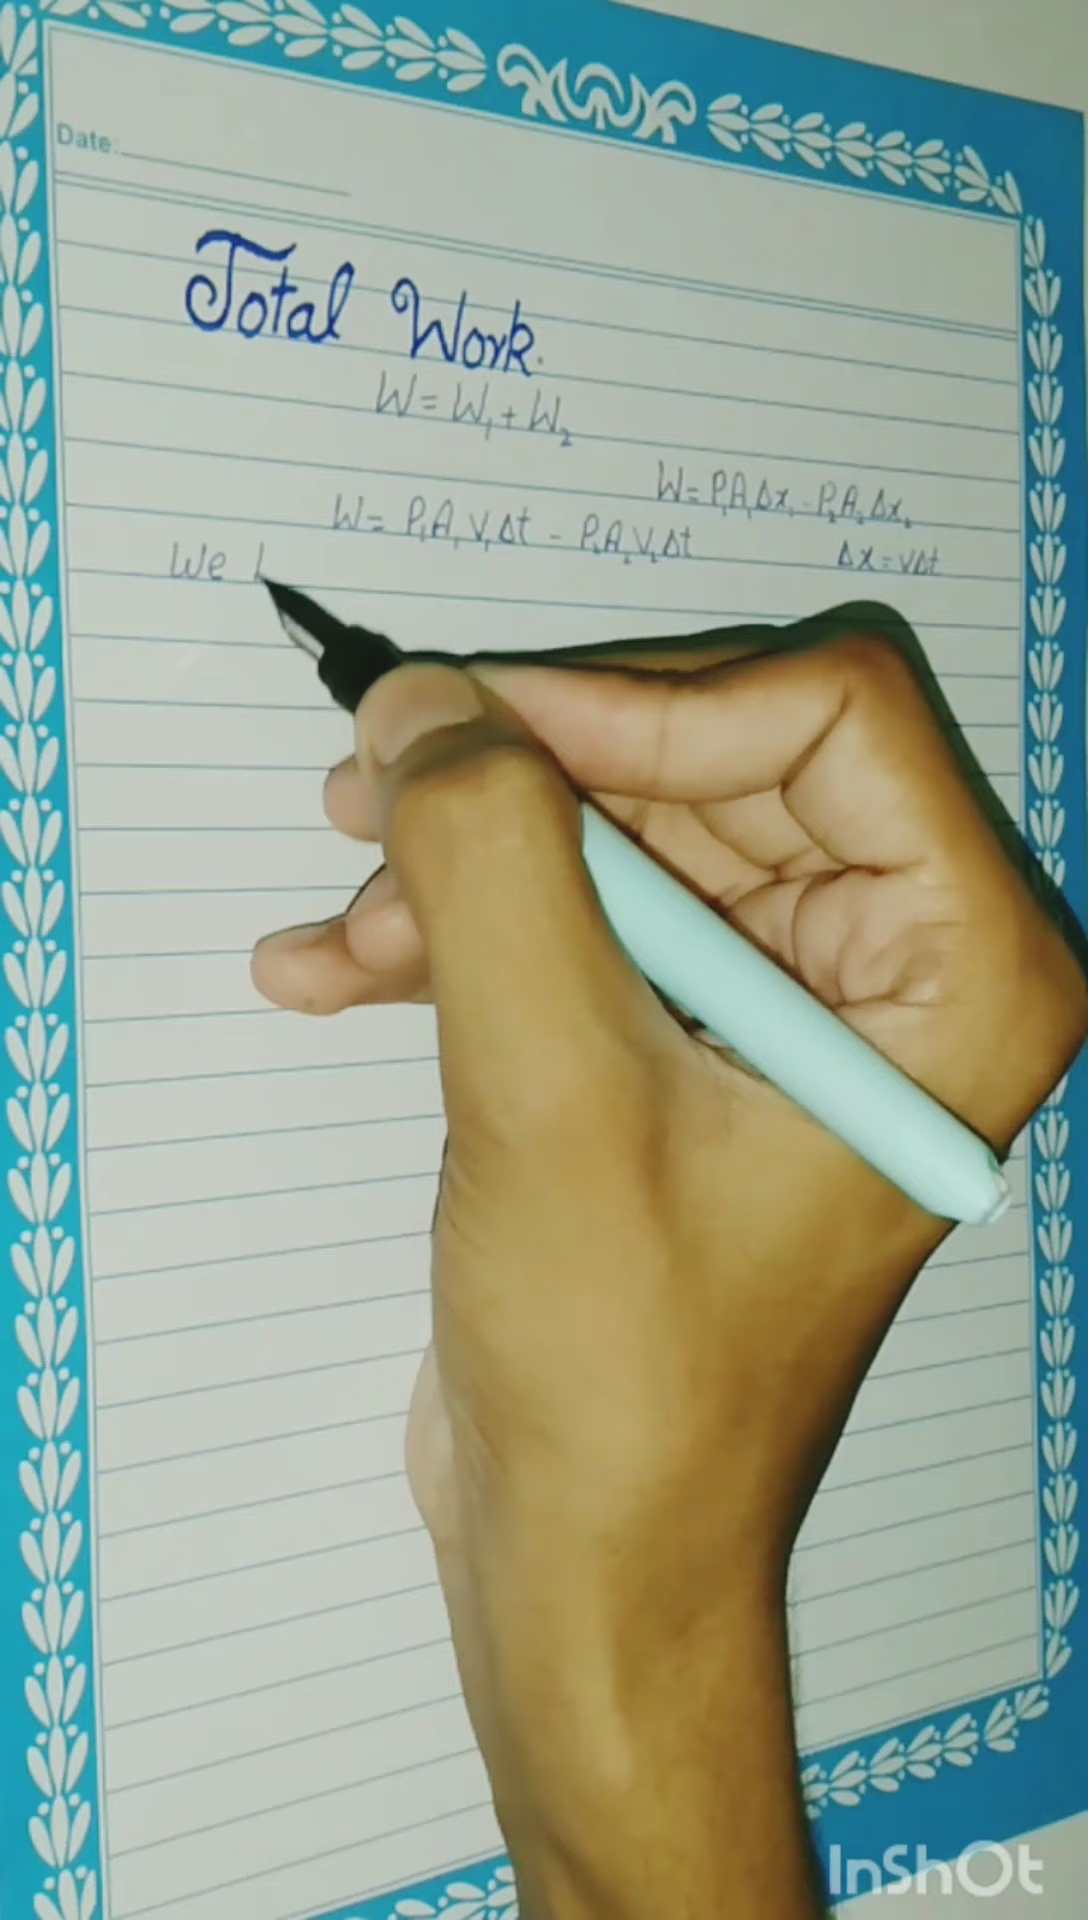 Date:
Total Work.
W = W₁ + W₂
W = P₁A₁Δx₁ - P₂A₂Δx₂
W = P₁A₁V₁Δt - P₂A₂V₂Δt
Δx = vΔt
We
InShOt